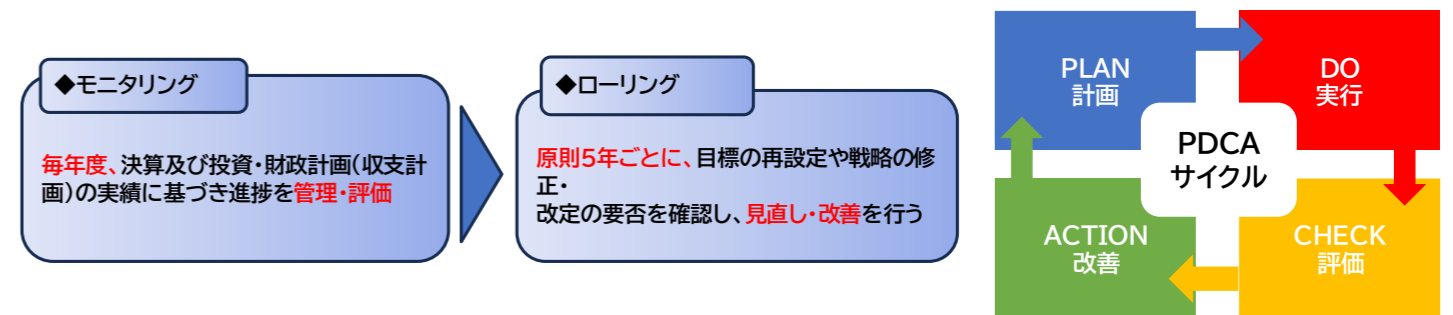 ◆モニタリング
毎年度、決算及び投資・財政計画(収支計
画)の実績に基づき進捗を管理・評価
◆ローリング
原則5年ごとに、目標の再設定や戦略の修
正・
改定の要否を確認し、見直し・改善を行う
PLAN
計画
DO
実行
PDCA
サイクル
ACTION
改善
CHECK
評価